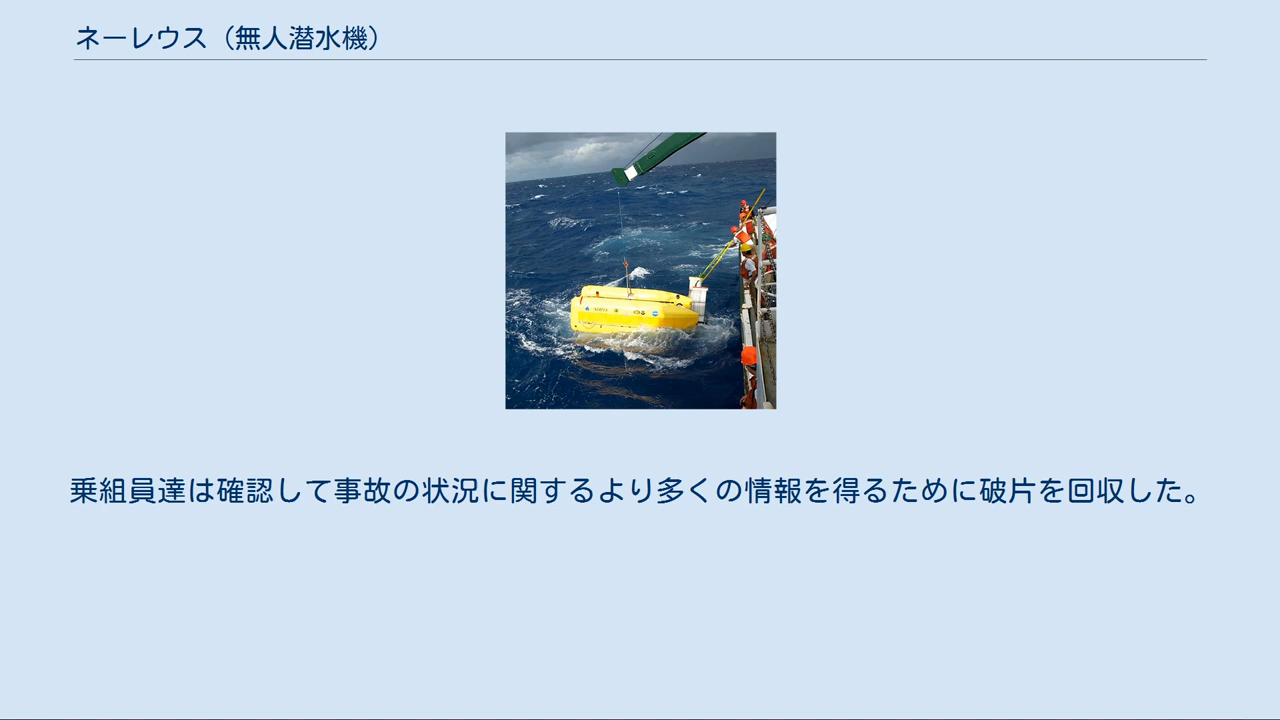 ネーレウス（無人潜水機）
乗組員達は確認して事故の状況に関するより多くの情報を得るために破片を回収した。